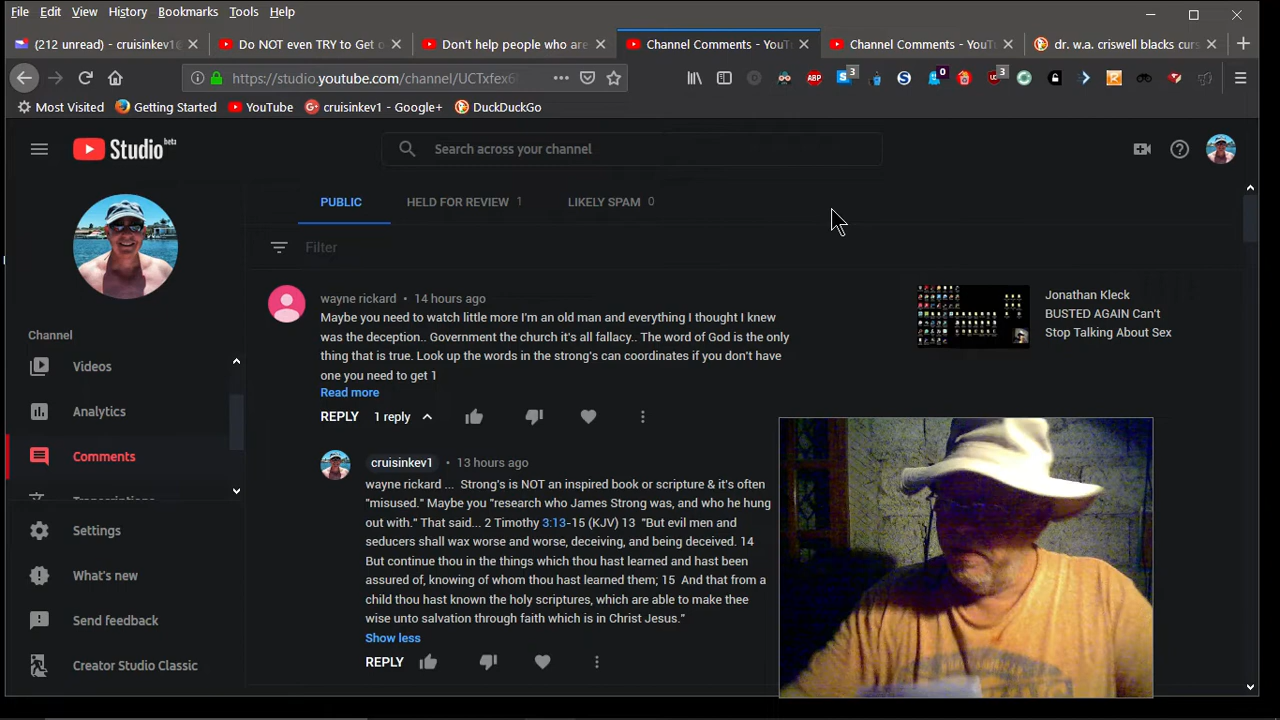 File Edit View History Bookmarks Tools Help
(212 unread) - cruisinkev1
Do NOT even TRY to Get o
Don't help people who are
Channel Comments - YouT
Channel Comments - YouT
dr. w.a. criswell blacks curs
https://studio.youtube.com/channel/UCTxfex6
ABP
3
0
3
Most Visited Getting Started YouTube cruisinkev1 - Google+ DuckDuckGo
Studio beta
Search across your channel
PUBLIC HELD FOR REVIEW 1 LIKELY SPAM 0
Filter
Channel
Videos
Analytics
Comments
Settings
What's new
Send feedback
Creator Studio Classic
wayne rickard • 14 hours ago
Maybe you need to watch little more I'm an old man and everything I thought I knew
was the deception.. Government the church it's all fallacy.. The word of God is the only
thing that is true. Look up the words in the strong's can coordinates if you don't have
one you need to get 1
Read more
REPLY 1 reply
Jonathan Kleck
BUSTED AGAIN Can't
Stop Talking About Sex
cruisinkev1 • 13 hours ago
wayne rickard ... Strong's is NOT an inspired book or scripture & it's often
"misused." Maybe you "research who James Strong was, and who he hung
out with." That said... 2 Timothy 3:13-15 (KJV) 13 "But evil men and
seducers shall wax worse and worse, deceiving, and being deceived. 14
But continue thou in the things which thou hast learned and hast been
assured of, knowing of whom thou hast learned them; 15 And that from a
child thou hast known the holy scriptures, which are able to make thee
wise unto salvation through faith which is in Christ Jesus."
Show less
REPLY